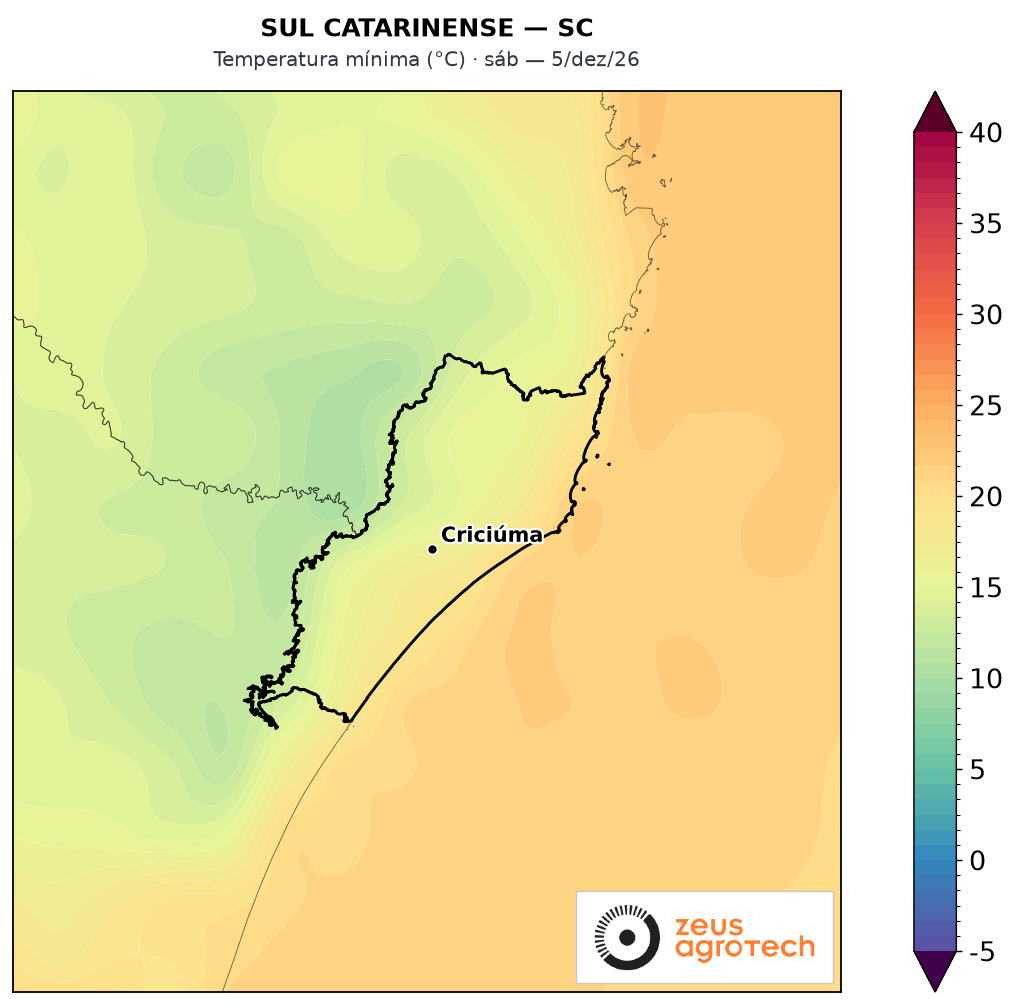 SUL CATARINENSE — SC
Temperatura mínima (°C) · sáb — 5/dez/26
Criciúma
40
35
30
25
20
15
10
5
0
-5
zeus
agrotech